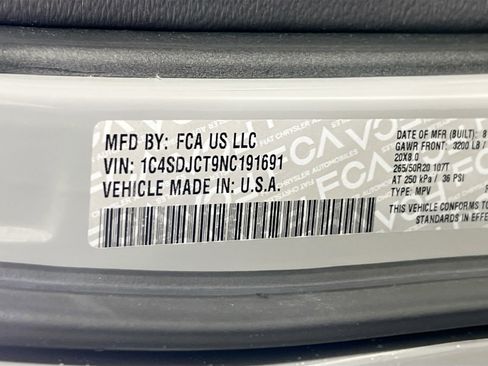 MFD BY: FCA US LLC
VIN: 1C4SDJCT9NC191691
VEHICLE MADE IN: U.S.A.
DATE OF MFR (BUILT): 8
GAWR FRONT: 3200 LB /
20X8.0
265/50R20 107T
AT 250 kPa / 36 PSI
TYPE: MPV
THIS VEHICLE CONFORMS TO
STANDARDS IN EFFE